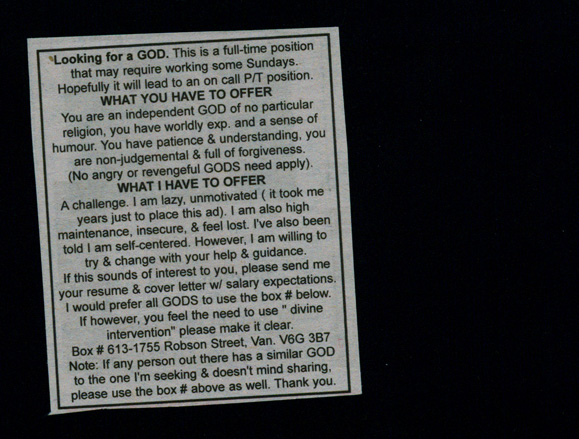 Looking for a GOD. This is a full-time position
that may require working some Sundays.
Hopefully it will lead to an on call P/T position.
WHAT YOU HAVE TO OFFER
You are an independent GOD of no particular
religion, you have worldly exp. and a sense of
humour. You have patience & understanding, you
are non-judgemental & full of forgiveness.
(No angry or revengeful GODS need apply).
WHAT I HAVE TO OFFER
A challenge. I am lazy, unmotivated ( it took me
years just to place this ad). I am also high
maintenance, insecure, & feel lost. I've also been
told I am self-centered. However, I am willing to
try & change with your help & guidance.
If this sounds of interest to you, please send me
your resume & cover letter w/ salary expectations.
I would prefer all GODS to use the box # below.
If however, you feel the need to use " divine
intervention" please make it clear.
Box # 613-1755 Robson Street, Van. V6G 3B7
Note: If any person out there has a similar GOD
to the one I'm seeking & doesn't mind sharing,
please use the box # above as well. Thank you.